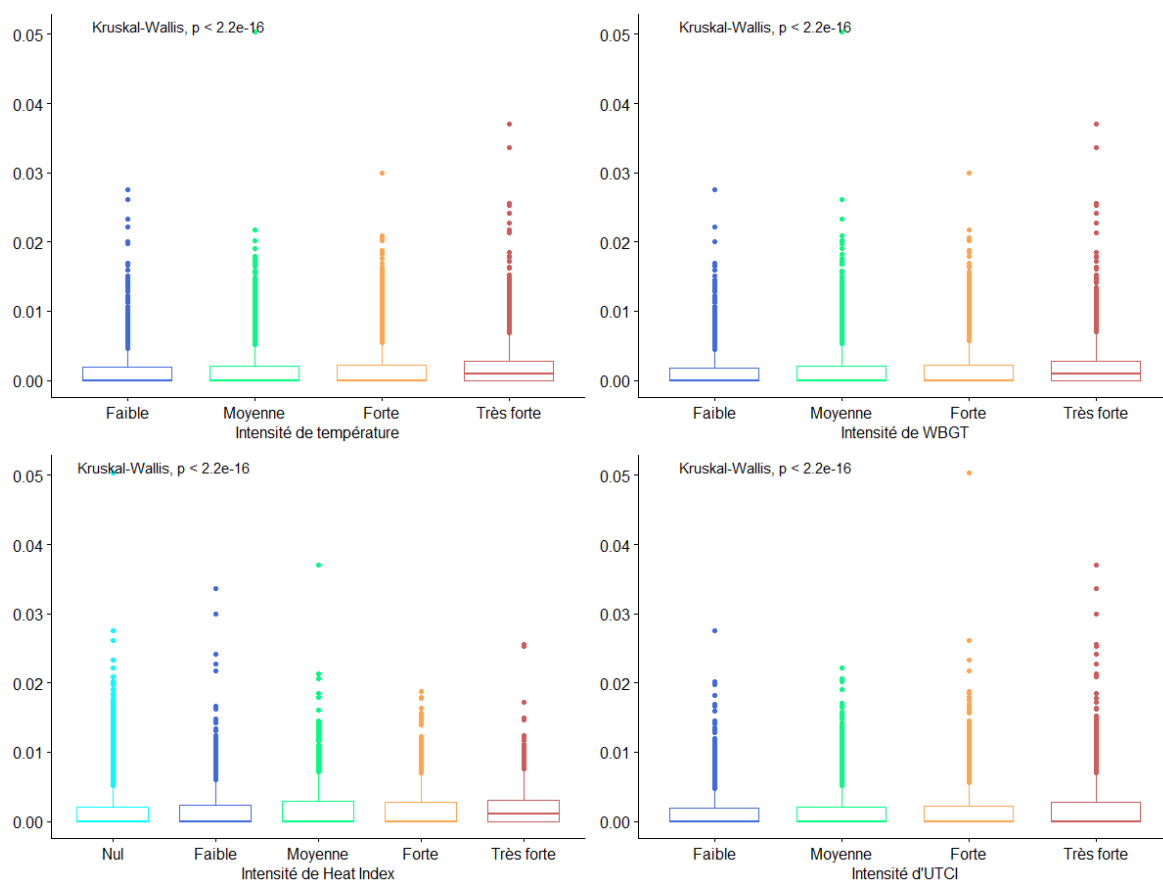 Kruskal-Wallis, p < 2.2e-16
0.05
0.04
0.03
0.02
0.01
0.00
Faible Moyenne Forte Très forte
Intensité de température
Kruskal-Wallis, p < 2.2e-16
0.05
0.04
0.03
0.02
0.01
0.00
Faible Moyenne Forte Très forte
Intensité de WBGT
Kruskal-Wallis, p < 2.2e-16
0.05
0.04
0.03
0.02
0.01
0.00
Nul Faible Moyenne Forte Très forte
Intensité de Heat Index
Kruskal-Wallis, p < 2.2e-16
0.05
0.04
0.03
0.02
0.01
0.00
Faible Moyenne Forte Très forte
Intensité d'UTCI